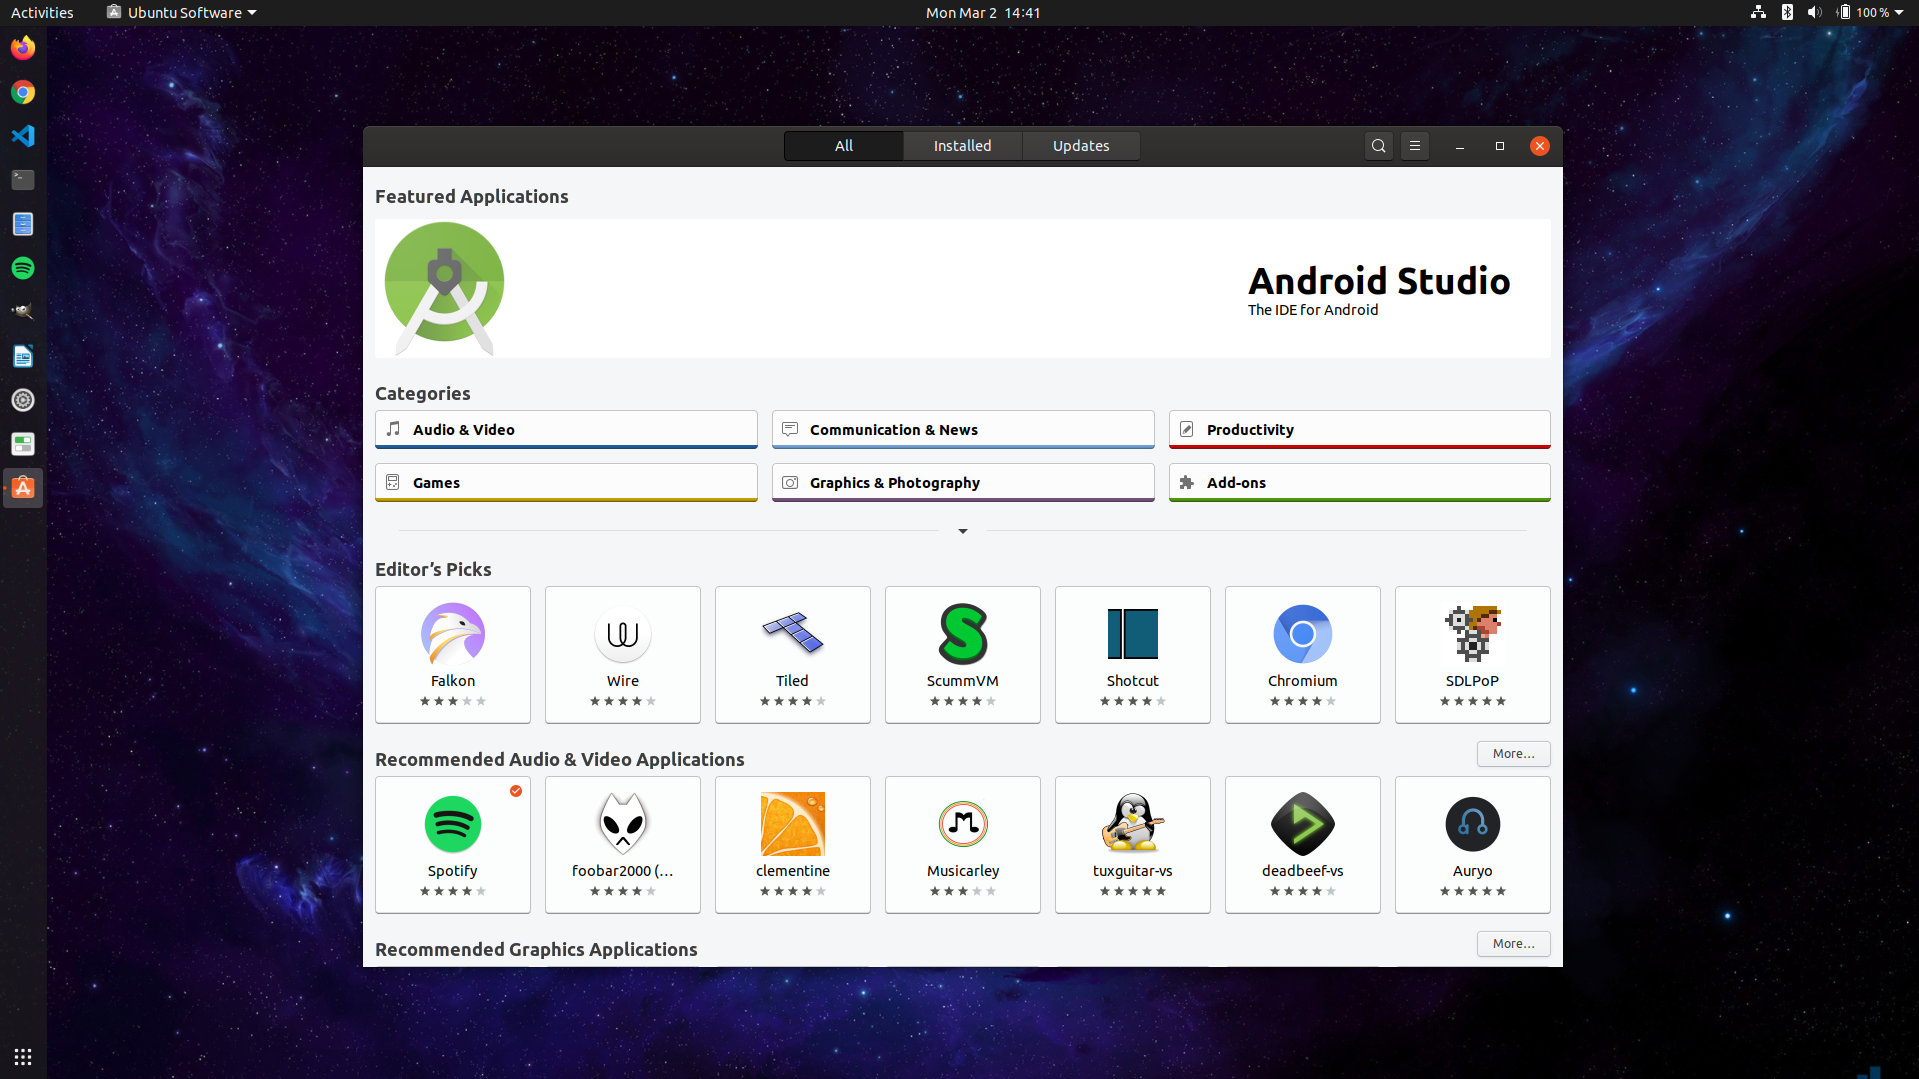 Activities
Ubuntu Software
Mon Mar 2 14:41
100 %
All
Installed
Updates
Featured Applications
Android Studio
The IDE for Android
Categories
Audio & Video
Communication & News
Productivity
Games
Graphics & Photography
Add-ons
Editor’s Picks
Falkon
Wire
Tiled
ScummVM
Shotcut
Chromium
SDLPoP
Recommended Audio & Video Applications
More…
Spotify
foobar2000 (…
clementine
Musicarley
tuxguitar-vs
deadbeef-vs
Auryo
Recommended Graphics Applications
More…